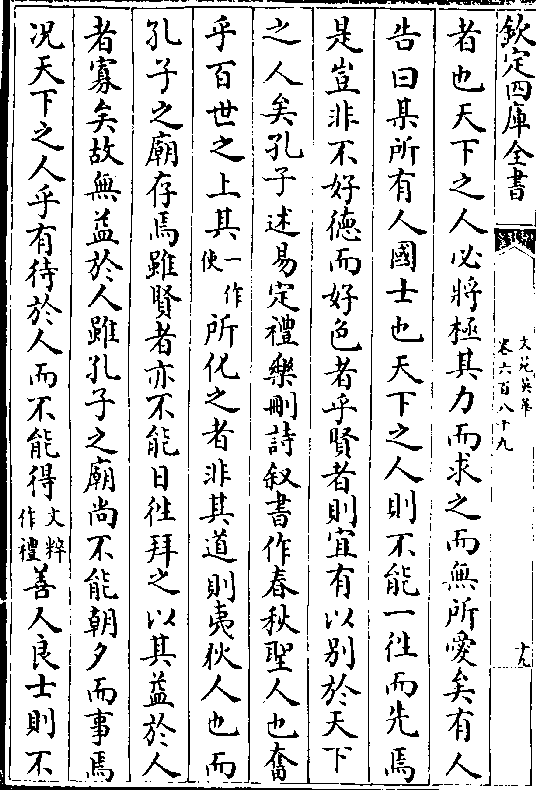 欽定四庫全書
文苑英華
卷六百八十九
十九
者也天下之人必將極其力而求之而無所愛矣有人
告曰某所有人國士也天下之人則不能一往而先焉
是豈非不好德而好色者乎賢者則宜有以別於天下
之人矣孔子述易定禮樂刪詩叙書作春秋聖人也奮
乎百世之上其一作使所化之者非其道則夷狄人也而
孔子之廟存焉雖賢者亦不能日徃拜之以其益於人
者寡矣故無益於人雖孔子之廟尚不能朝夕而事焉
况天下之人乎有待於人而不能得文粹作禮善人良士則不